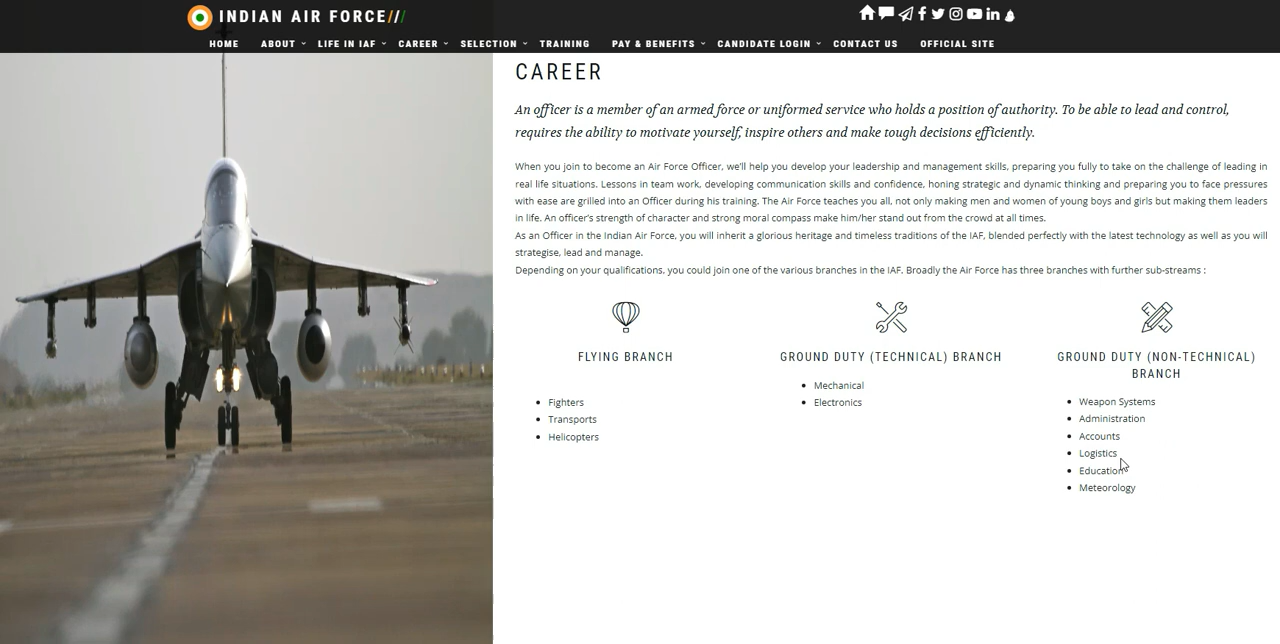 INDIAN AIR FORCE///
HOME ABOUT LIFE IN IAF CAREER SELECTION TRAINING PAY & BENEFITS CANDIDATE LOGIN CONTACT US OFFICIAL SITE
CAREER
An officer is a member of an armed force or uniformed service who holds a position of authority. To be able to lead and control,
requires the ability to motivate yourself, inspire others and make tough decisions efficiently.
When you join to become an Air Force Officer, we'll help you develop your leadership and management skills, preparing you fully to take on the challenge of leading in
real life situations. Lessons in team work, developing communication skills and confidence, honing strategic and dynamic thinking and preparing you to face pressures
with ease are grilled into an Officer during his training. The Air Force teaches you all, not only making men and women of young boys and girls but making them leaders
in life. An officer's strength of character and strong moral compass make him/her stand out from the crowd at all times.
As an Officer in the Indian Air Force, you will inherit a glorious heritage and timeless traditions of the IAF, blended perfectly with the latest technology as well as you will
strategise, lead and manage.
Depending on your qualifications, you could join one of the various branches in the IAF. Broadly the Air Force has three branches with further sub-streams :
FLYING BRANCH
Fighters
Transports
Helicopters
GROUND DUTY (TECHNICAL) BRANCH
Mechanical
Electronics
GROUND DUTY (NON-TECHNICAL)
BRANCH
Weapon Systems
Administration
Accounts
Logistics
Education
Meteorology